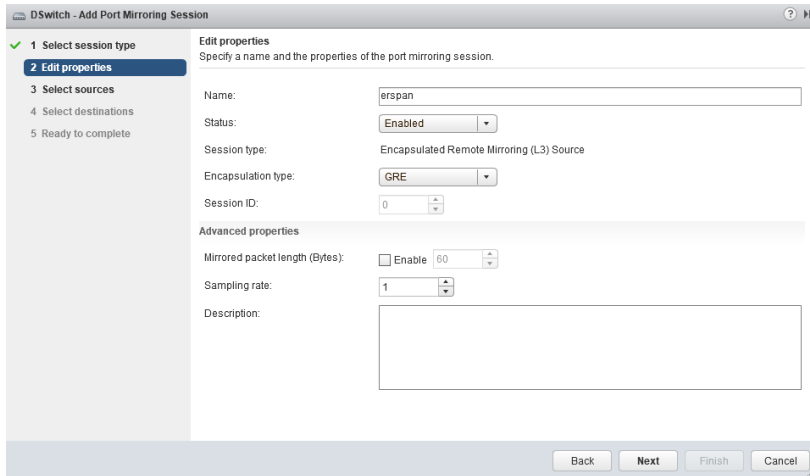 DSwitch - Add Port Mirroring Session ?
1 Select session type
2 Edit properties
3 Select sources
4 Select destinations
5 Ready to complete
Edit properties
Specify a name and the properties of the port mirroring session.
Name: erspan
Status: Enabled
Session type: Encapsulated Remote Mirroring (L3) Source
Encapsulation type: GRE
Session ID: 0
Advanced properties
Mirrored packet length (Bytes): Enable 60
Sampling rate: 1
Description:
Back Next Finish Cancel